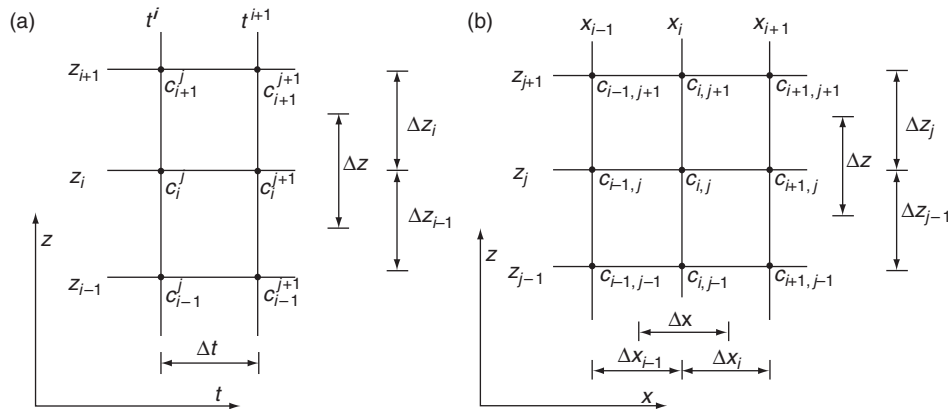 (a)
t^i t^{i+1}
z_{i+1}
c_{i+1}^j c_{i+1}^{j+1}
Δz_i
Δz
z_i
c_i^j c_i^{j+1}
Δz_{i–1}
z
z_{i–1}
c_{i–1}^j c_{i–1}^{j+1}
Δt
t
(b)
x_{i–1} x_i x_{i+1}
z_{j+1}
c_{i–1, j+1} c_{i, j+1} c_{i+1, j+1}
Δz_j
Δz
z_j
c_{i–1, j} c_{i, j} c_{i+1, j}
Δz_{j–1}
z
z_{j–1}
c_{i–1, j–1} c_{i, j–1} c_{i+1, j–1}
Δx
Δx_{i–1} Δx_i
x